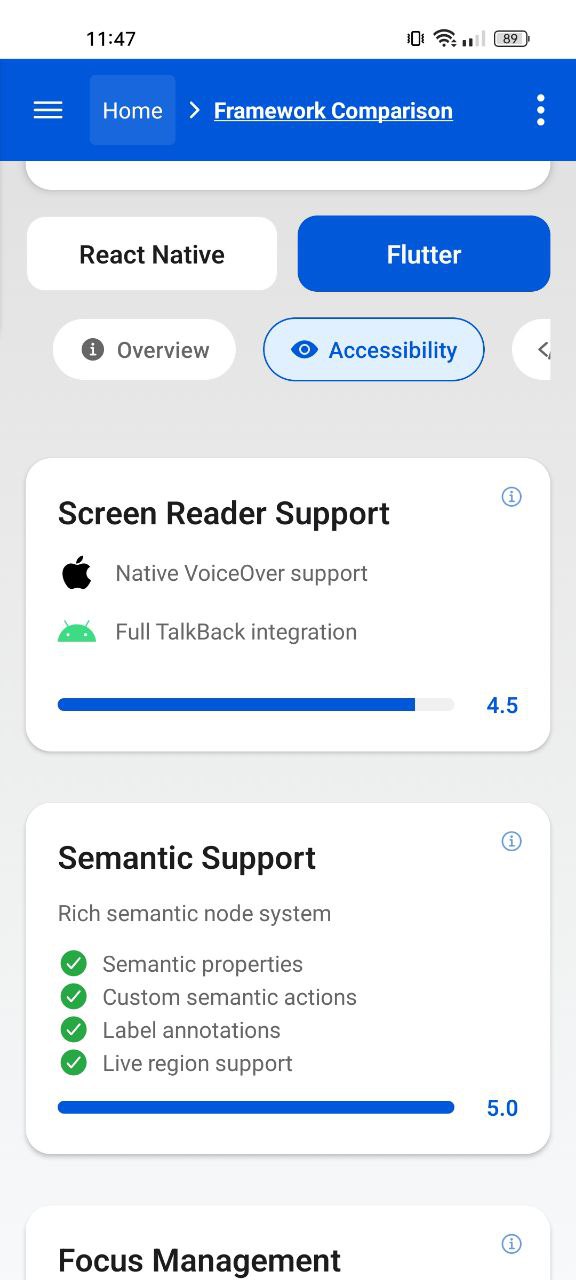 11:47
89
Home
Framework Comparison
React Native
Flutter
Overview
Accessibility
Screen Reader Support
Native VoiceOver support
Full TalkBack integration
4.5
Semantic Support
Rich semantic node system
Semantic properties
Custom semantic actions
Label annotations
Live region support
5.0
Focus Management